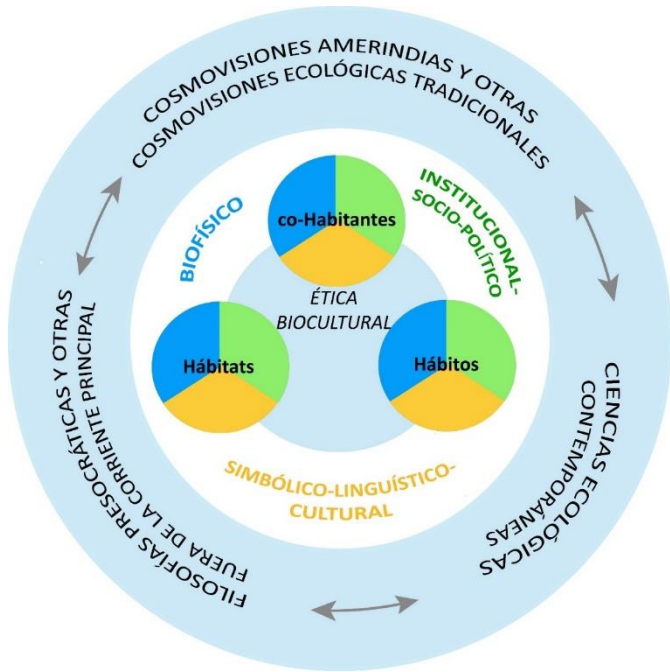 COSMOVISIONES AMERINDIAS Y OTRAS
COSMOVISIONES ECOLÓGICAS TRADICIONALES
BIOFÍSICO
INSTITUCIONAL-
SOCIO-POLÍTICO
co-Habitantes
ÉTICA
BIOCULTURAL
Hábitats
Hábitos
SIMBÓLICO-LINGUÍSTICO-
CULTURAL
CIENCIAS ECOLÓGICAS
CONTEMPORÁNEAS
FILOSOFÍAS PRESOCRÁTICAS Y OTRAS
FUERA DE LA CORRIENTE PRINCIPAL